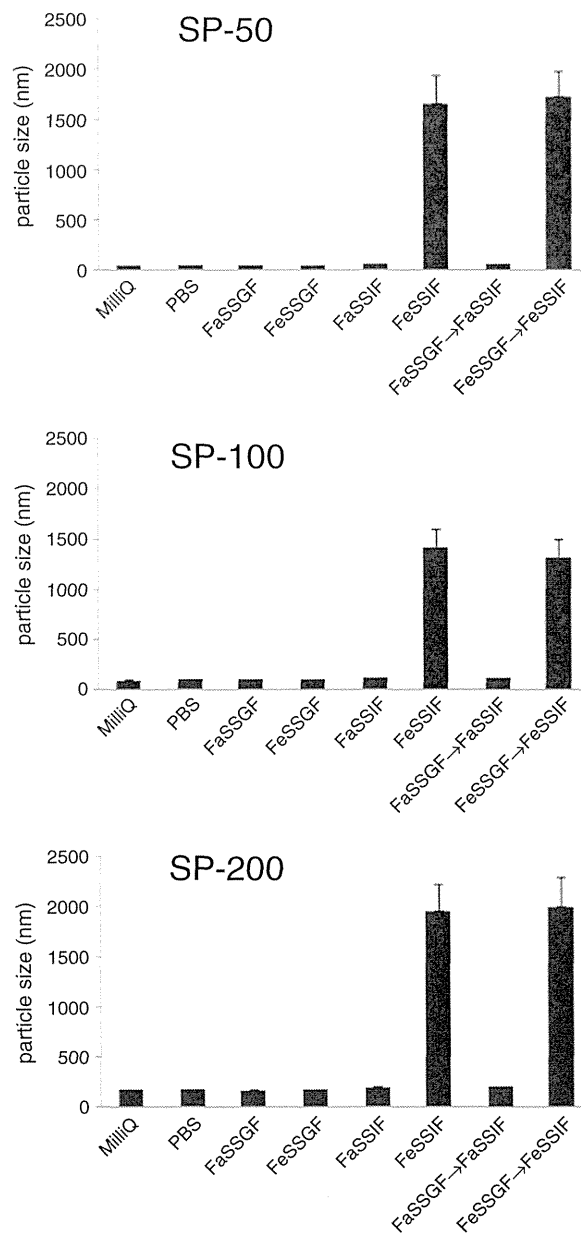 SP-50
particle size (nm)
2500
2000
1500
1000
500
0
MilliQ
PBS
FaSSGF
FeSSGF
FaSSIF
FeSSIF
FaSSGF→FaSSIF
FeSSGF→FeSSIF
SP-100
particle size (nm)
2500
2000
1500
1000
500
0
MilliQ
PBS
FaSSGF
FeSSGF
FaSSIF
FeSSIF
FaSSGF→FaSSIF
FeSSGF→FeSSIF
SP-200
particle size (nm)
2500
2000
1500
1000
500
0
MilliQ
PBS
FaSSGF
FeSSGF
FaSSIF
FeSSIF
FaSSGF→FaSSIF
FeSSGF→FeSSIF